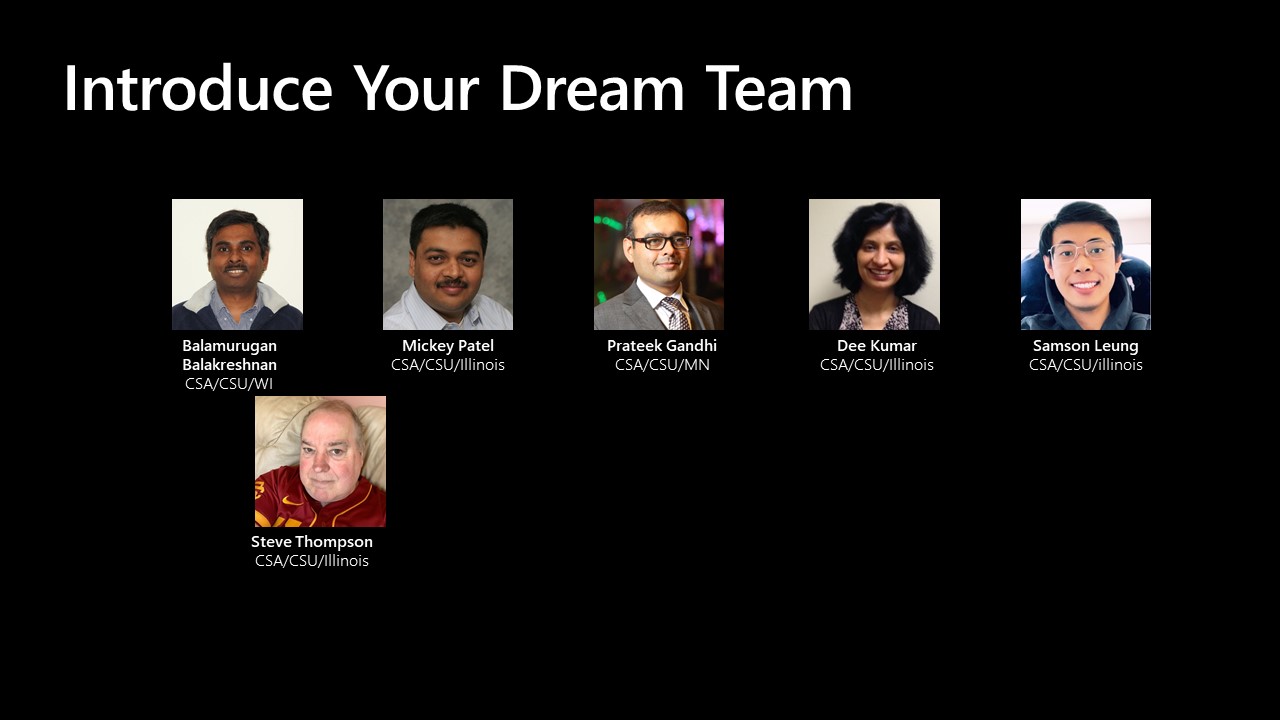 Introduce Your Dream Team
Balamurugan
Balakreshnan
CSA/CSU/WI
Mickey Patel
CSA/CSU/Illinois
Prateek Gandhi
CSA/CSU/MN
Dee Kumar
CSA/CSU/Illinois
Samson Leung
CSA/CSU/illinois
Steve Thompson
CSA/CSU/Illinois